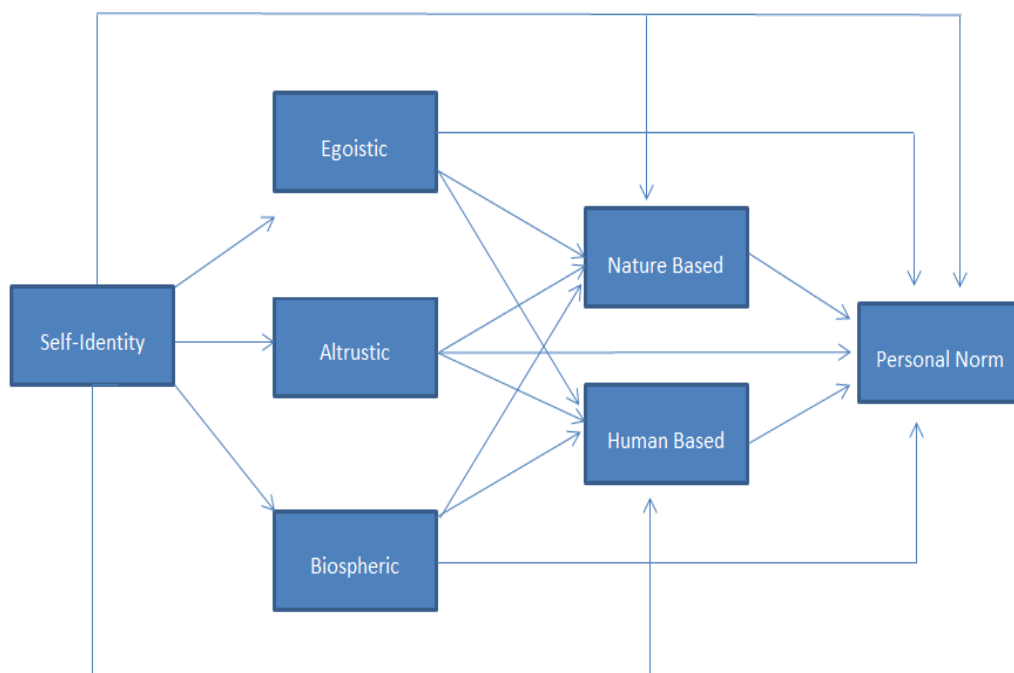 Egoistic
Nature Based
Self-Identity
Altrustic
Personal Norm
Human Based
Biospheric